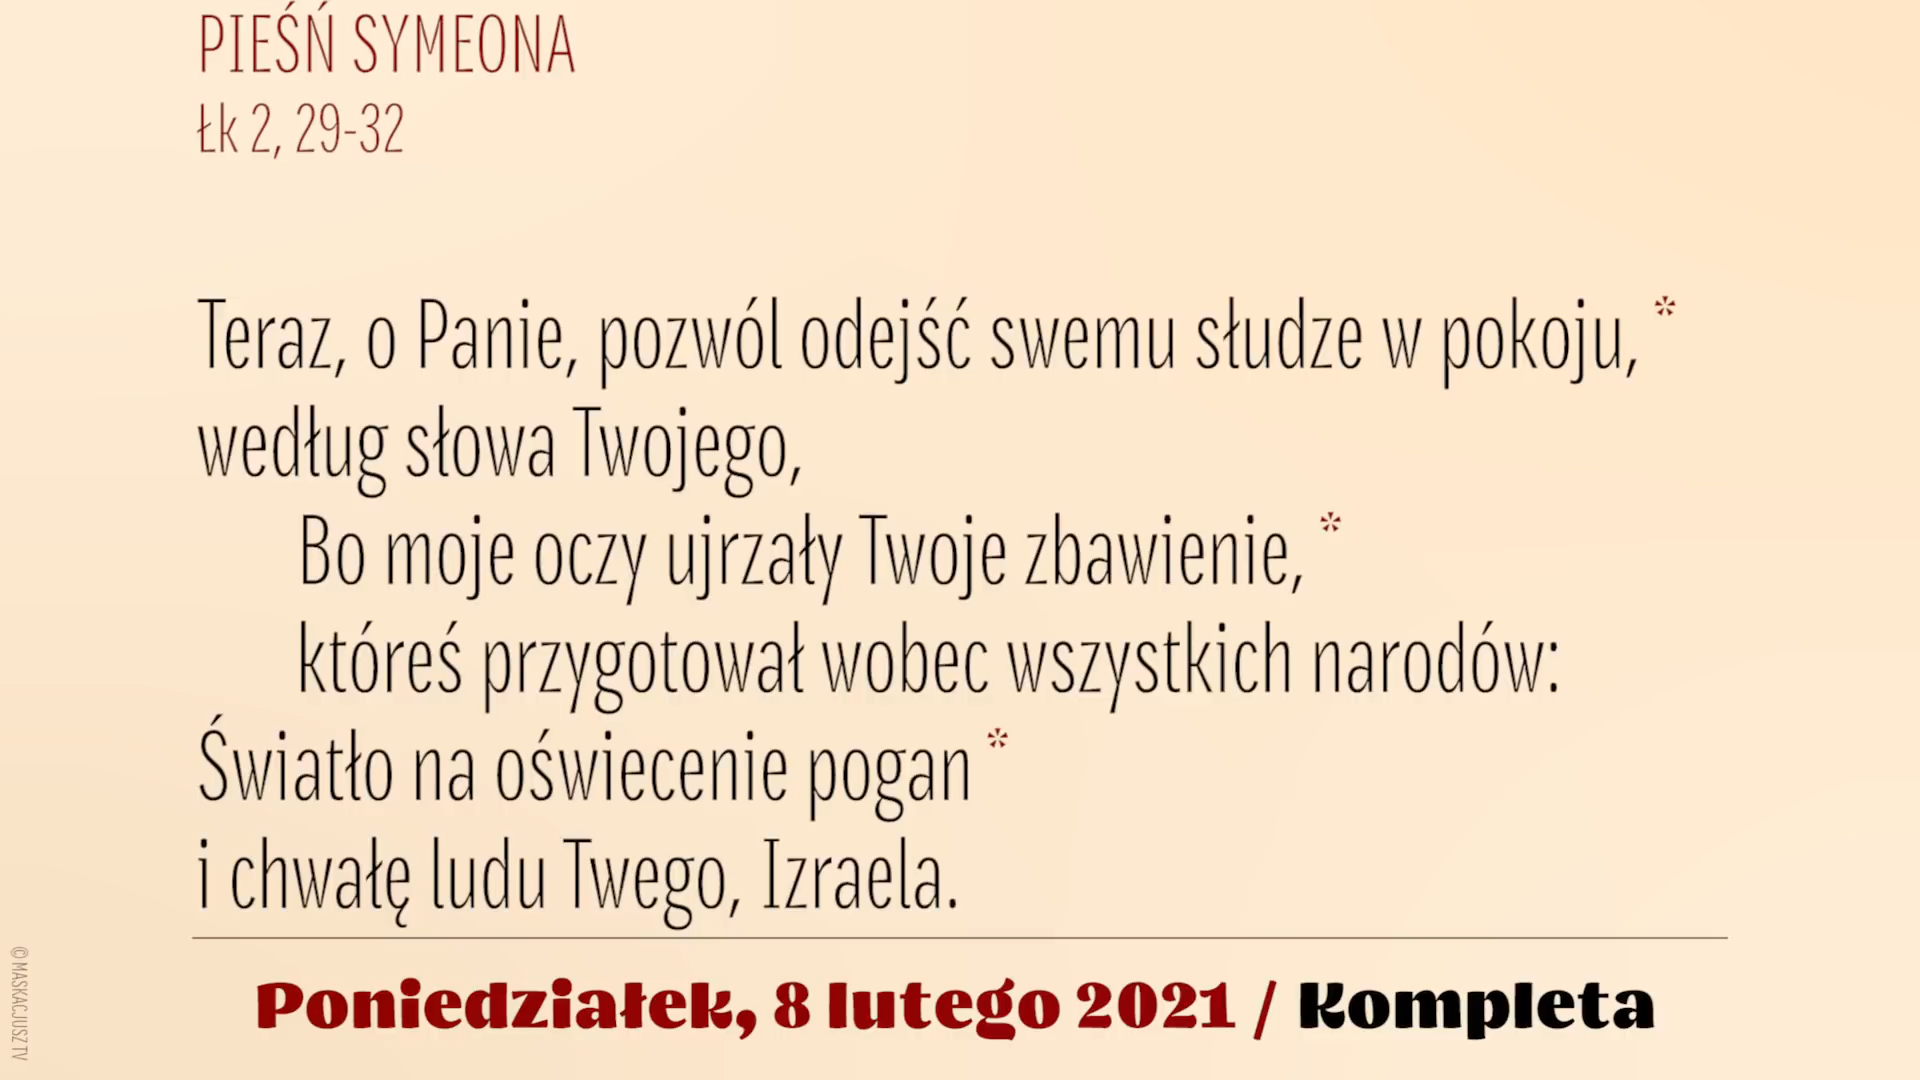 PIEŚŃ SYMEONA
Łk 2, 29-32
Teraz, o Panie, pozwól odejść swemu słudze w pokoju, *
według słowa Twojego,
Bo moje oczy ujrzały Twoje zbawienie, *
któreś przygotował wobec wszystkich narodów:
Światło na oświecenie pogan *
i chwałę ludu Twego, Izraela.
Poniedziałek, 8 lutego 2021 / Kompleta
© MASKACJUSZ TV